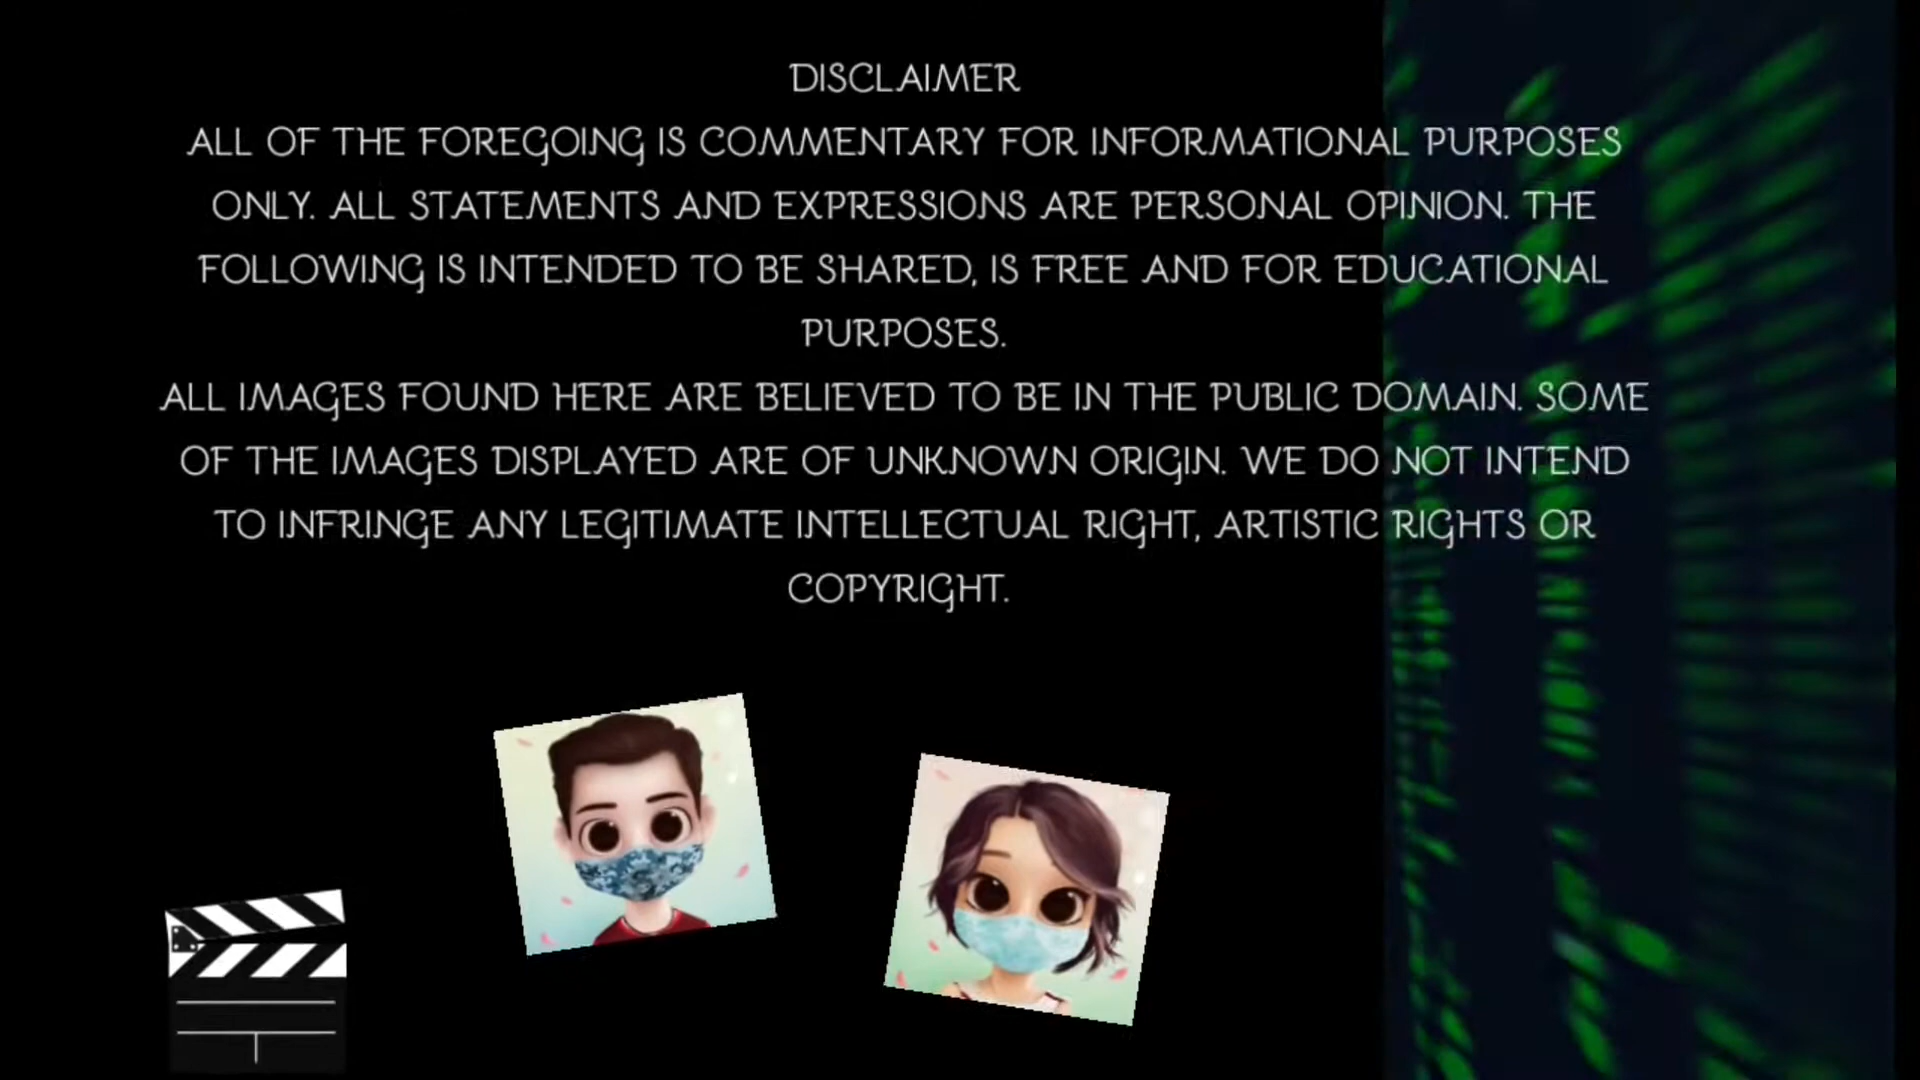 DISCLAIMER
ALL OF THE FOREGOING IS COMMENTARY FOR INFORMATIONAL PURPOSES
ONLY. ALL STATEMENTS AND EXPRESSIONS ARE PERSONAL OPINION. THE
FOLLOWING IS INTENDED TO BE SHARED, IS FREE AND FOR EDUCATIONAL
PURPOSES.
ALL IMAGES FOUND HERE ARE BELIEVED TO BE IN THE PUBLIC DOMAIN. SOME
OF THE IMAGES DISPLAYED ARE OF UNKNOWN ORIGIN. WE DO NOT INTEND
TO INFRINGE ANY LEGITIMATE INTELLECTUAL RIGHT, ARTISTIC RIGHTS OR
COPYRIGHT.